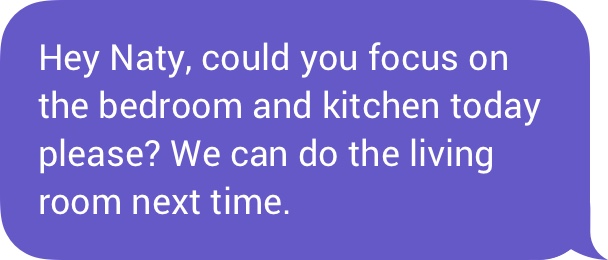 Hey Naty, could you focus on
the bedroom and kitchen today
please? We can do the living
room next time.